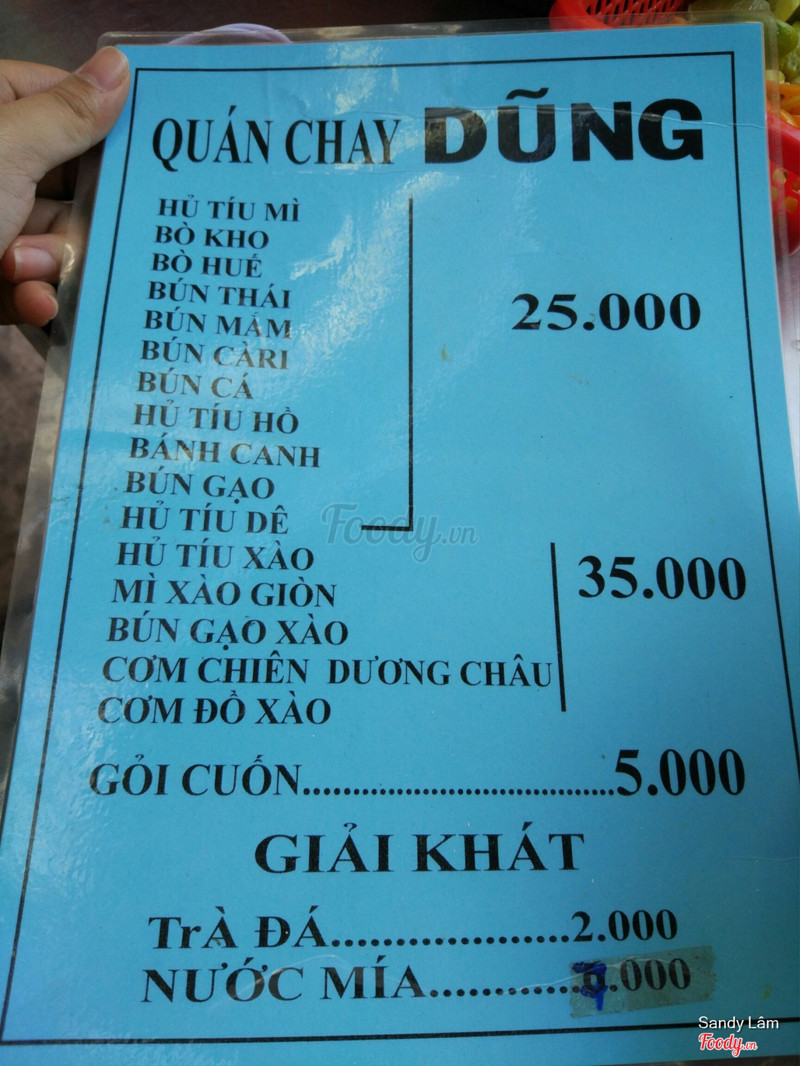 QUÁN CHAY DŨNG
HỦ TÍU MÌ
BÒ KHO
BÒ HUẾ
BÚN THÁI
BÚN MẮM
25.000
BÚN CÀRI
BÚN CÁ
HỦ TÍU HỒ
BÁNH CANH
BÚN GẠO
HỦ TÍU DÊ
Foody.vn
HỦ TÍU XÀO
MÌ XÀO GIÒN
35.000
BÚN GẠO XÀO
CƠM CHIÊN DƯƠNG CHÂU
CƠM ĐỒ XÀO
GỎI CUỐN....................................5.000
GIẢI KHÁT
TrÀ ĐÁ.....................2.000
NƯỚC MÍA................000
Sandy Lâm
Foody.vn